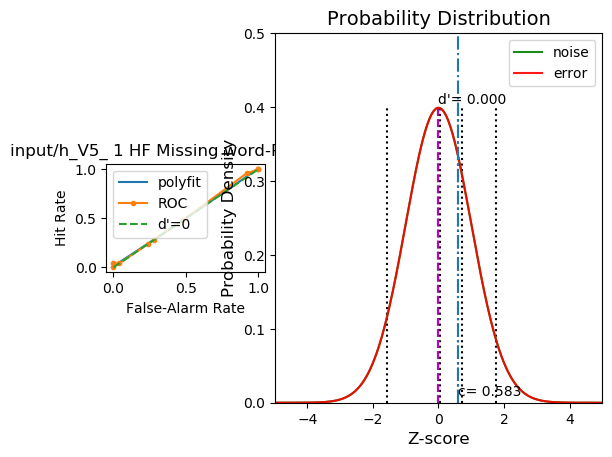 Probability Distribution
input/h_V5_ 1 HF Missing word-F
polyfit
ROC
d'=0
Hit Rate
1.0
0.5
0.0
0.0
0.5
1.0
False-Alarm Rate
noise
error
d'= 0.000
c= 0.583
Probability Density
0.5
0.4
0.3
0.2
0.1
0.0
−4
−2
0
2
4
Z-score